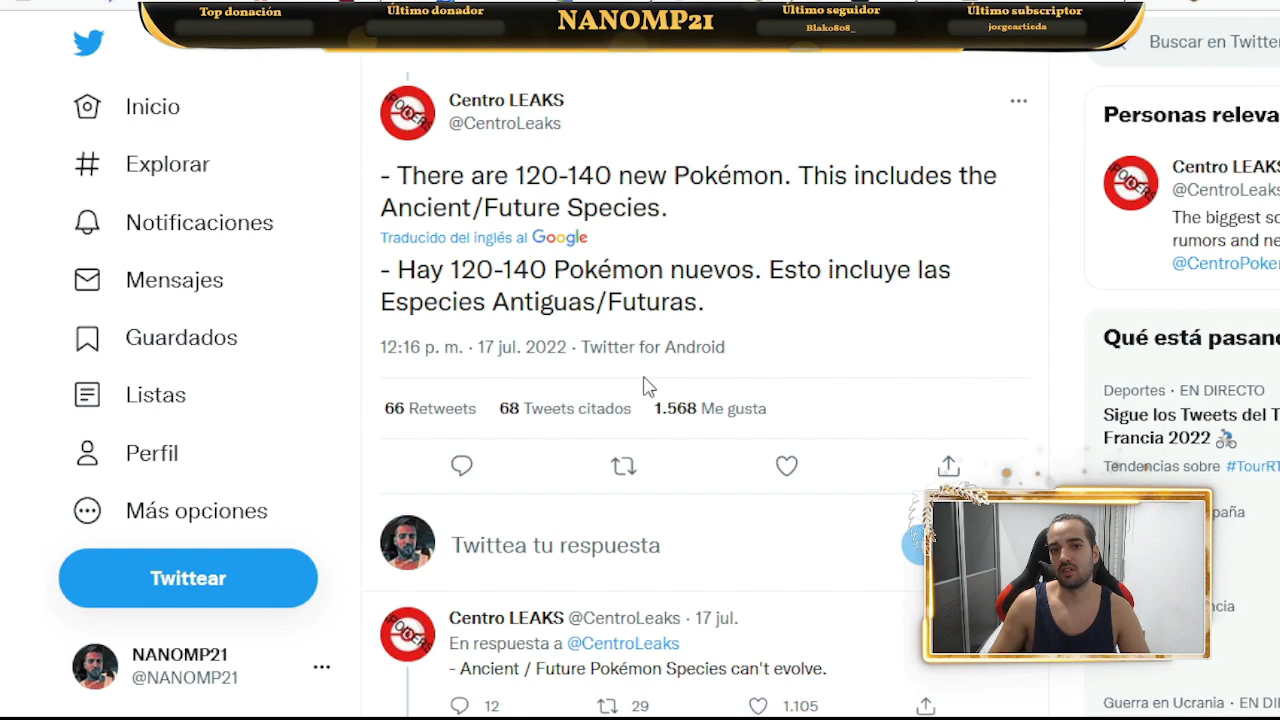 Top donación
Último donador
NANOMP21
Último seguidor
Blako808_
Último subscriptor
jorgeartieda
Buscar en Twitter
Inicio
Explorar
Notificaciones
Mensajes
Guardados
Listas
Perfil
Más opciones
Twittear
NANOMP21
@NANOMP21
Centro LEAKS
@CentroLeaks
- There are 120-140 new Pokémon. This includes the
Ancient/Future Species.
Traducido del inglés al Google
- Hay 120-140 Pokémon nuevos. Esto incluye las
Especies Antiguas/Futuras.
12:16 p. m. · 17 jul. 2022 · Twitter for Android
66 Retweets 68 Tweets citados 1.568 Me gusta
Twittea tu respuesta
Centro LEAKS @CentroLeaks · 17 jul.
En respuesta a @CentroLeaks
- Ancient / Future Pokémon Species can't evolve.
12 29 1.105
Personas releva
Centro LEAKS
@CentroLeaks
The biggest so
rumors and ne
@CentroPoker
Qué está pasand
Deportes · EN DIRECTO
Sigue los Tweets del T
Francia 2022
Tendencias sobre #TourRT
Guerra en Ucrania · EN DI